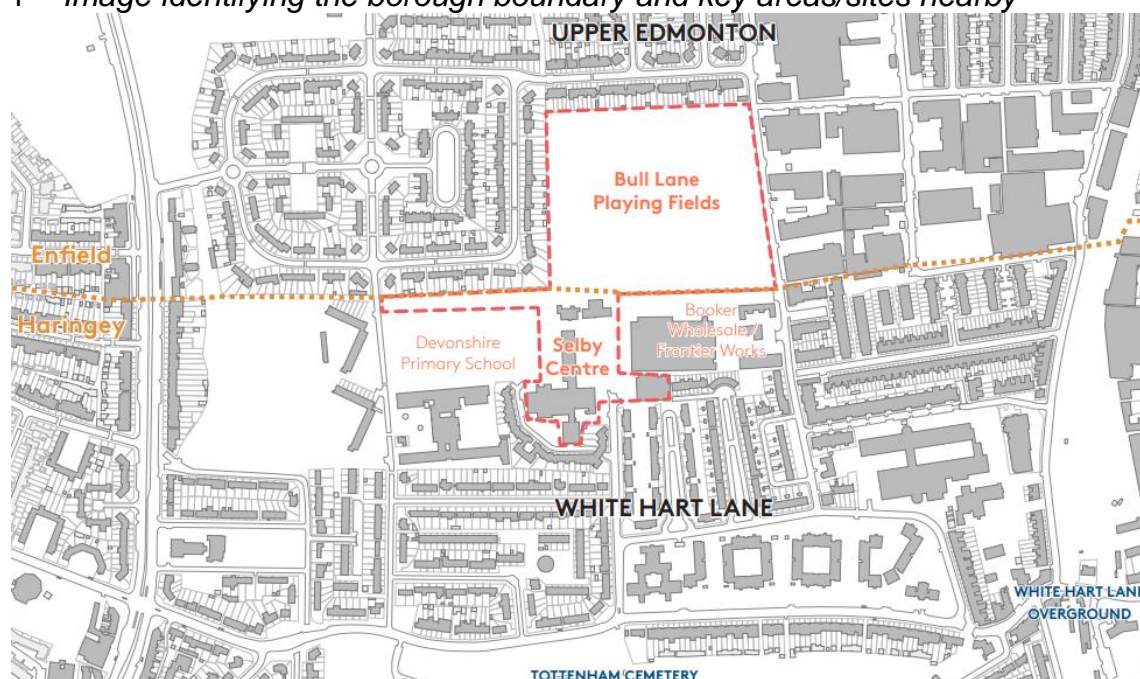 Image identifying the borough boundary and key areas/sites nearby
UPPER EDMONTON
Bull Lane
Playing Fields
Enfield
Haringey
Devonshire
Primary School
Selby
Centre
Booker
Wholesale /
Frontier Works
WHITE HART LANE
WHITE HART LANE
OVERGROUND
TOTTENHAM CEMETERY